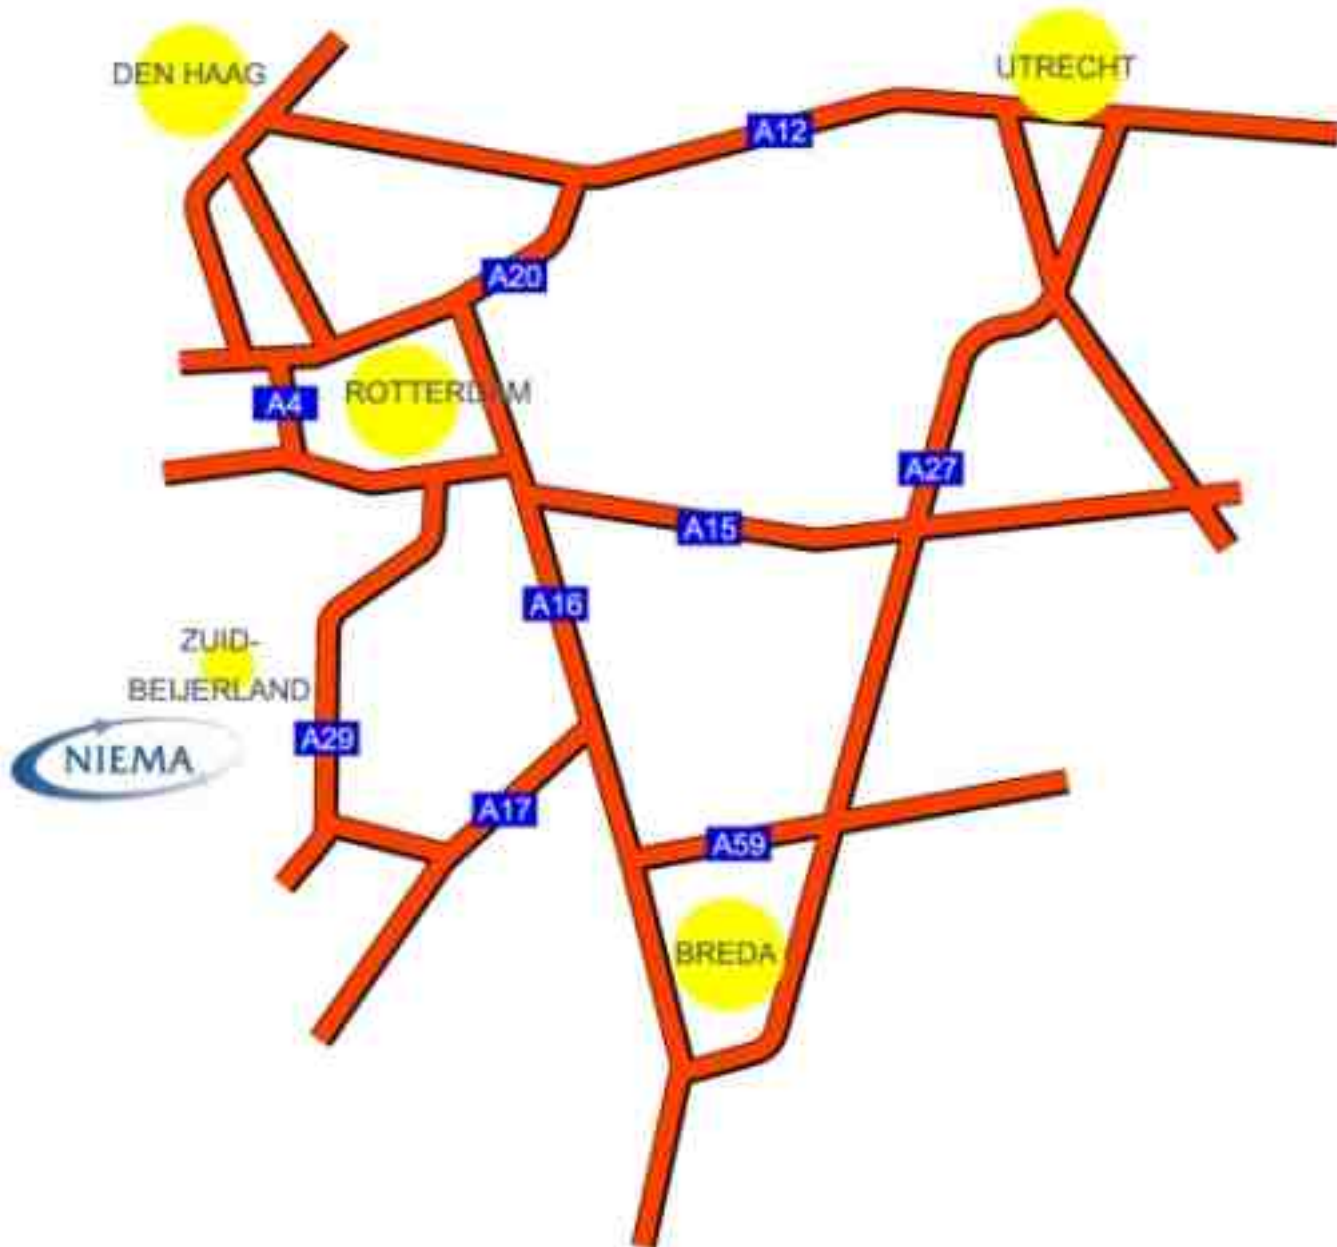 DEN HAAG
UTRECHT
A12
A20
A4
ROTTERDAM
A27
A15
A16
ZUID-
BEIJERLAND
A29
NIEMA
A17
A59
BREDA